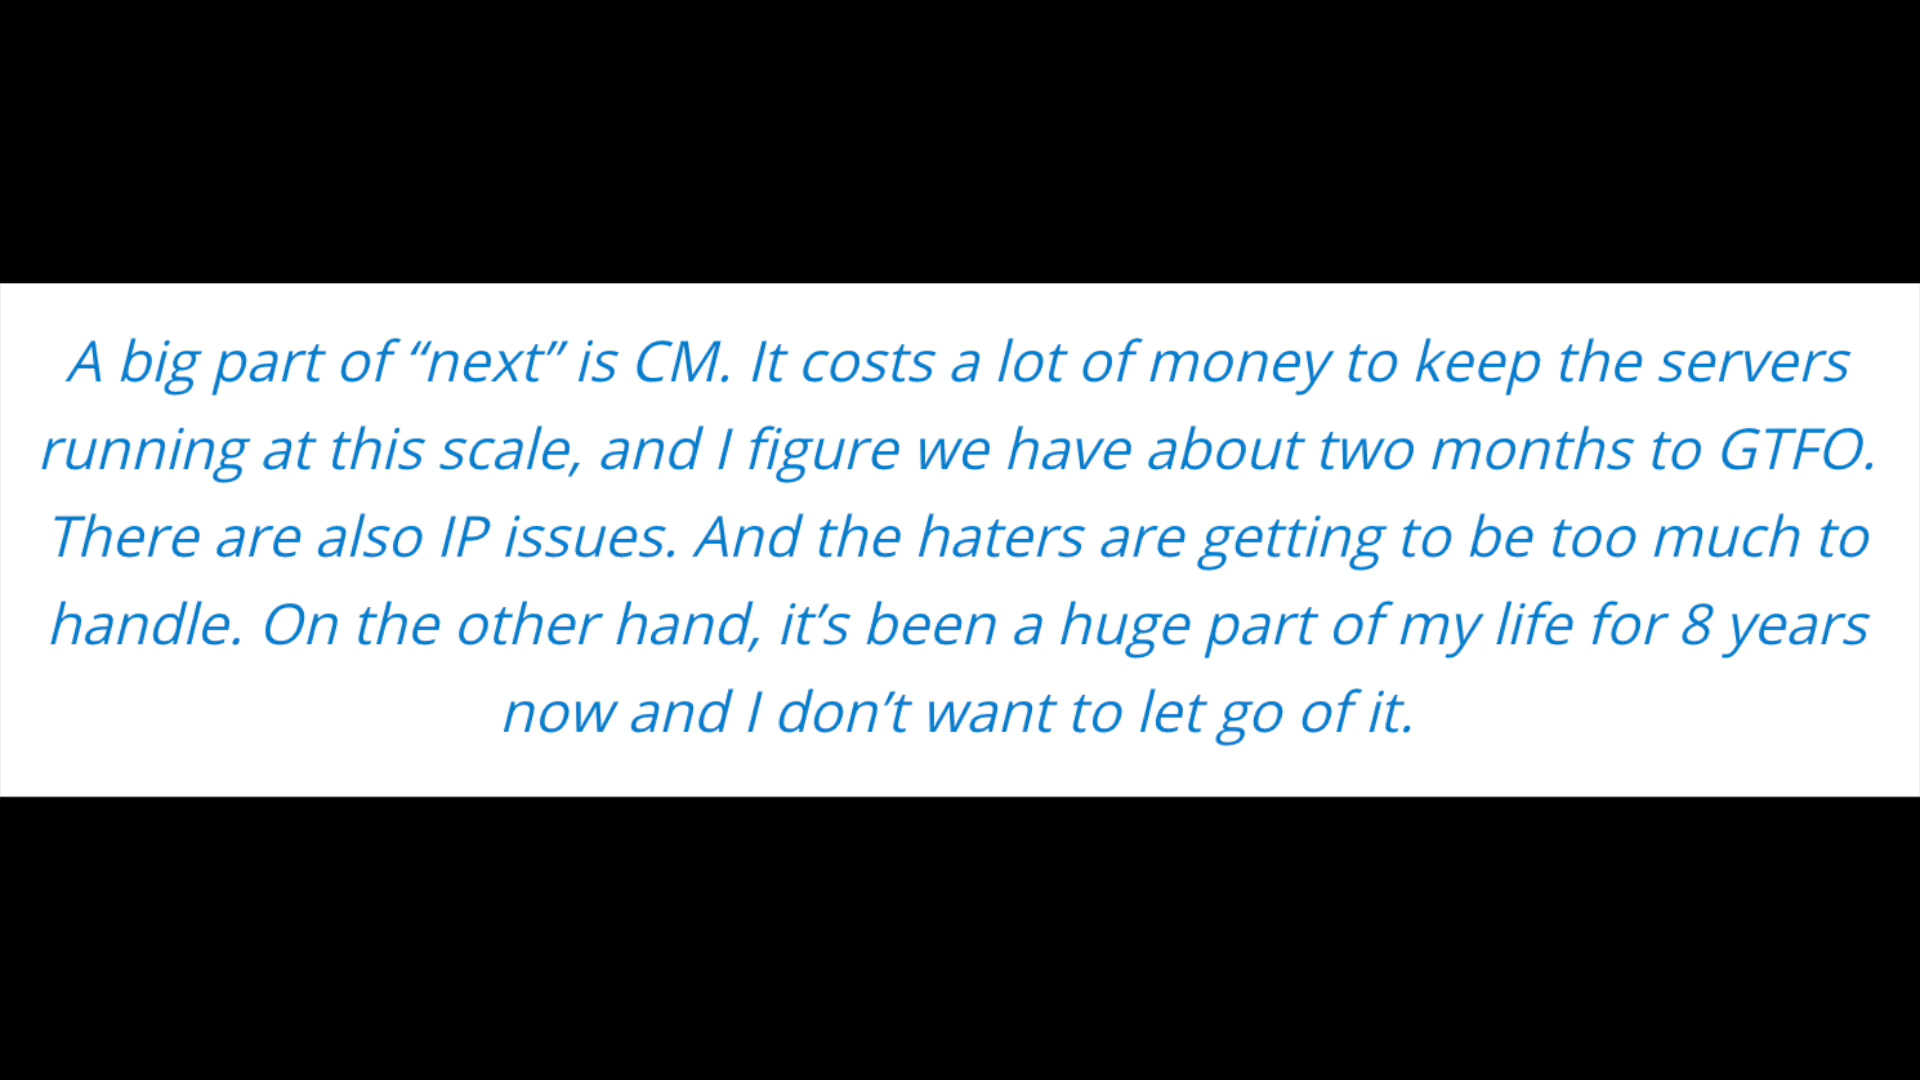 A big part of “next” is CM. It costs a lot of money to keep the servers
running at this scale, and I figure we have about two months to GTFO.
There are also IP issues. And the haters are getting to be too much to
handle. On the other hand, it’s been a huge part of my life for 8 years
now and I don’t want to let go of it.